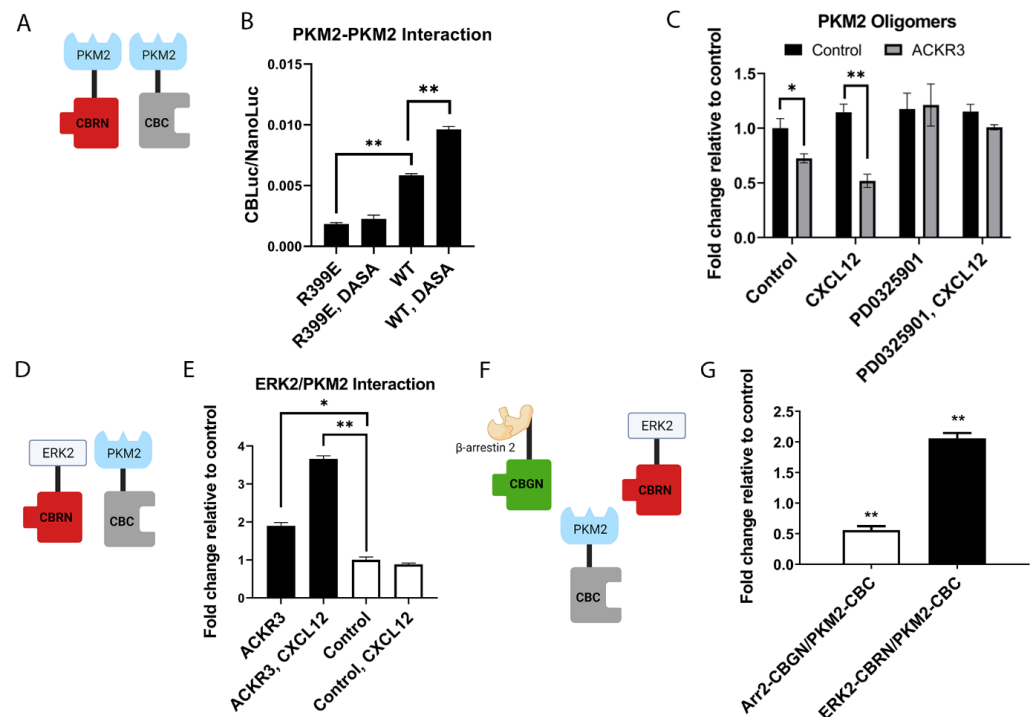 A
PKM2
PKM2
CBRN
CBC
B
PKM2-PKM2 Interaction
CBLuc/NanoLuc
0.015
0.010
0.005
0.000
**
**
R399E
R399E, DASA
WT
WT, DASA
C
PKM2 Oligomers
Control
ACKR3
Fold change relative to control
1.5
1.0
0.5
0.0
*
**
Control
CXCL12
PD0325901
PD0325901, CXCL12
D
ERK2
PKM2
CBRN
CBC
E
ERK2/PKM2 Interaction
Fold change relative to control
4
3
2
1
0
*
**
ACKR3
ACKR3, CXCL12
Control
Control, CXCL12
F
β-arrestin 2
CBGN
ERK2
CBRN
PKM2
CBC
G
Fold change relative to control
2.5
2.0
1.5
1.0
0.5
0
**
**
Arr2-CBGN/PKM2-CBC
ERK2-CBRN/PKM2-CBC